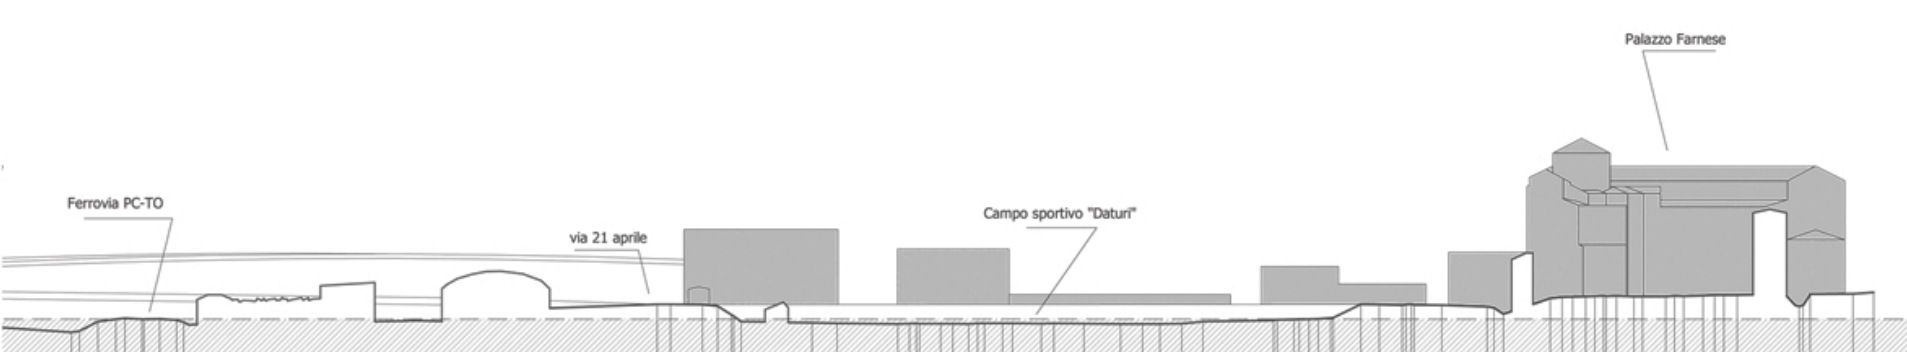 Palazzo Farnese
Ferrovia PC-TO
Campo sportivo "Daturi"
via 21 aprile